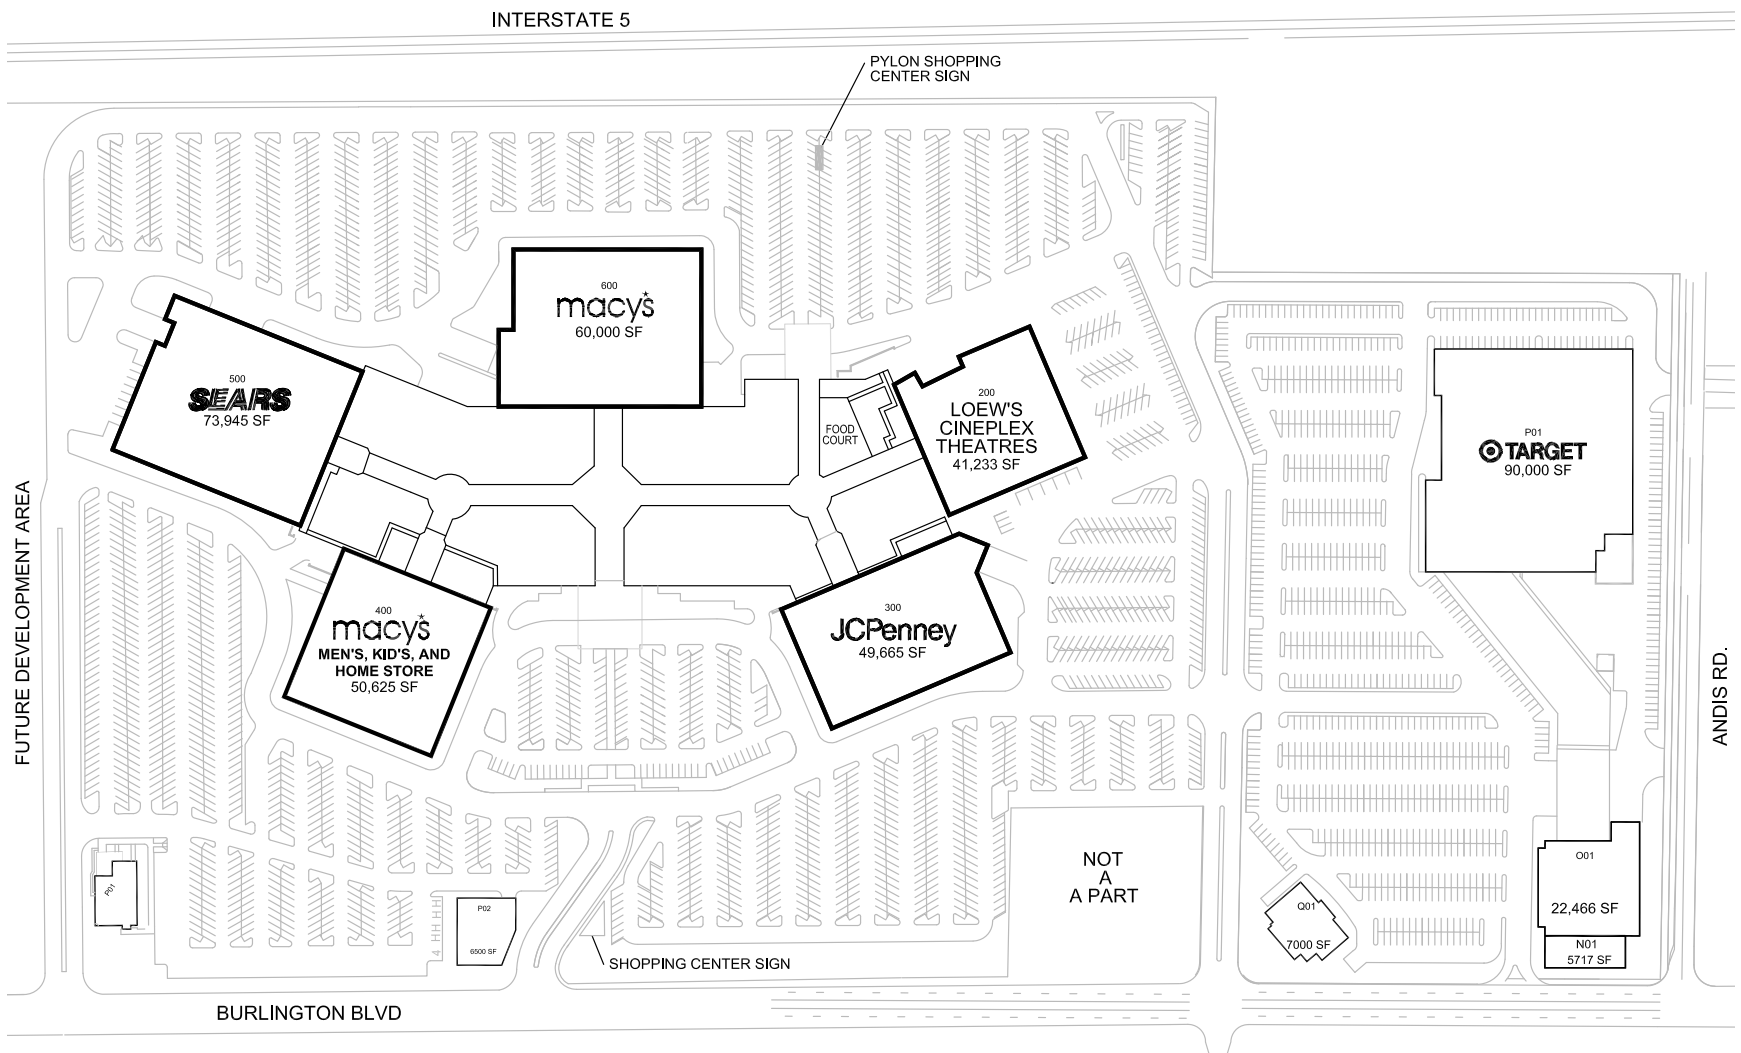 INTERSTATE 5
PYLON SHOPPING
CENTER SIGN
600
macy's
60,000 SF
500
SEARS
73,945 SF
200
LOEW'S
CINEPLEX
THEATRES
41,233 SF
FOOD
COURT
P01
TARGET
90,000 SF
FUTURE DEVELOPMENT AREA
400
macy's
MEN'S, KID'S, AND
HOME STORE
50,625 SF
300
JCPenney
49,665 SF
ANDIS RD.
NOT
A
A PART
P01
P02
6500 SF
O01
22,466 SF
Q01
7000 SF
N01
5717 SF
SHOPPING CENTER SIGN
BURLINGTON BLVD